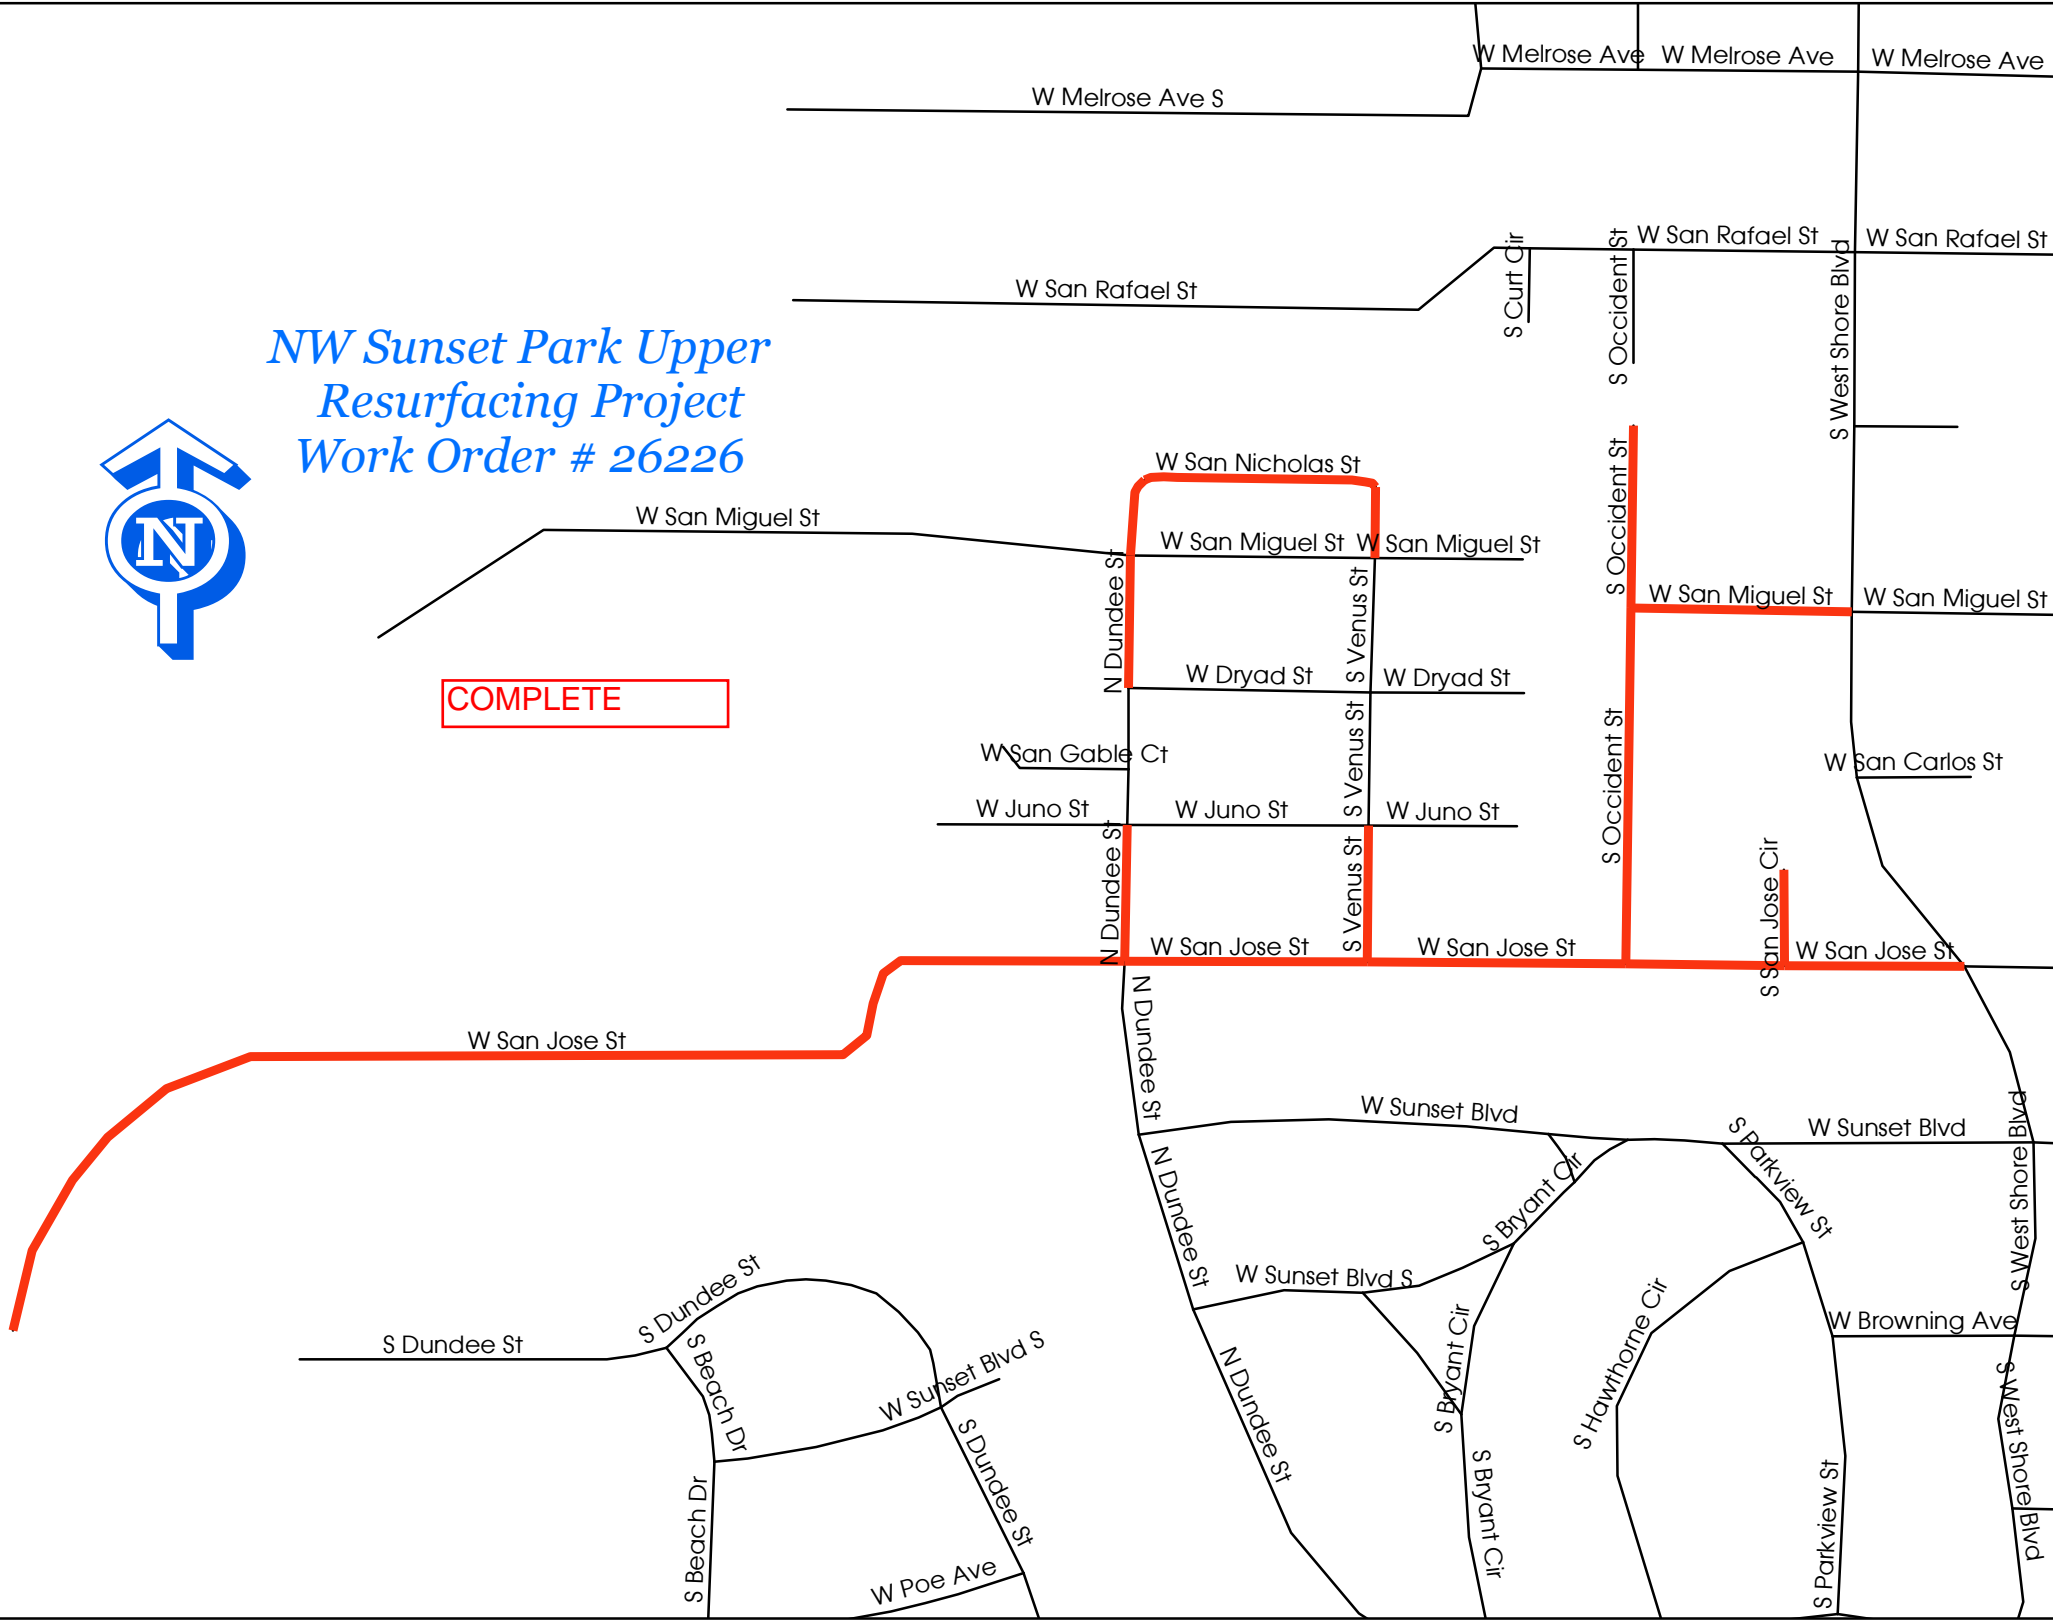 W Melrose Ave
W Melrose Ave
W Melrose Ave
W Melrose Ave S
W San Rafael St
W San Rafael St
W San Rafael St
S Curt Cir
S Occident St
S West Shore Blvd
NW Sunset Park Upper
Resurfacing Project
Work Order # 26226
N
W San Nicholas St
W San Miguel St
W San Miguel St
W San Miguel St
W San Miguel St
W San Miguel St
S Occident St
N Dundee St
S Venus St
W Dryad St
W Dryad St
COMPLETE
S Venus St
S Occident St
W San Gable Ct
W San Carlos St
W Juno St
W Juno St
W Juno St
N Dundee St
S Venus St
S San Jose Cir
W San Jose St
W San Jose St
W San Jose St
W San Jose St
N Dundee St
W Sunset Blvd
W Sunset Blvd
S Parkview St
S West Shore Blvd
S West Shore Blvd
N Dundee St
S Bryant Cir
W Sunset Blvd S
S Dundee St
S Dundee St
S Beach Dr
W Sunset Blvd S
N Dundee St
S Bryant Cir
S Hawthorne Cir
W Browning Ave
S West Shore Blvd
S Beach Dr
S Dundee St
S Bryant Cir
S Parkview St
W Poe Ave